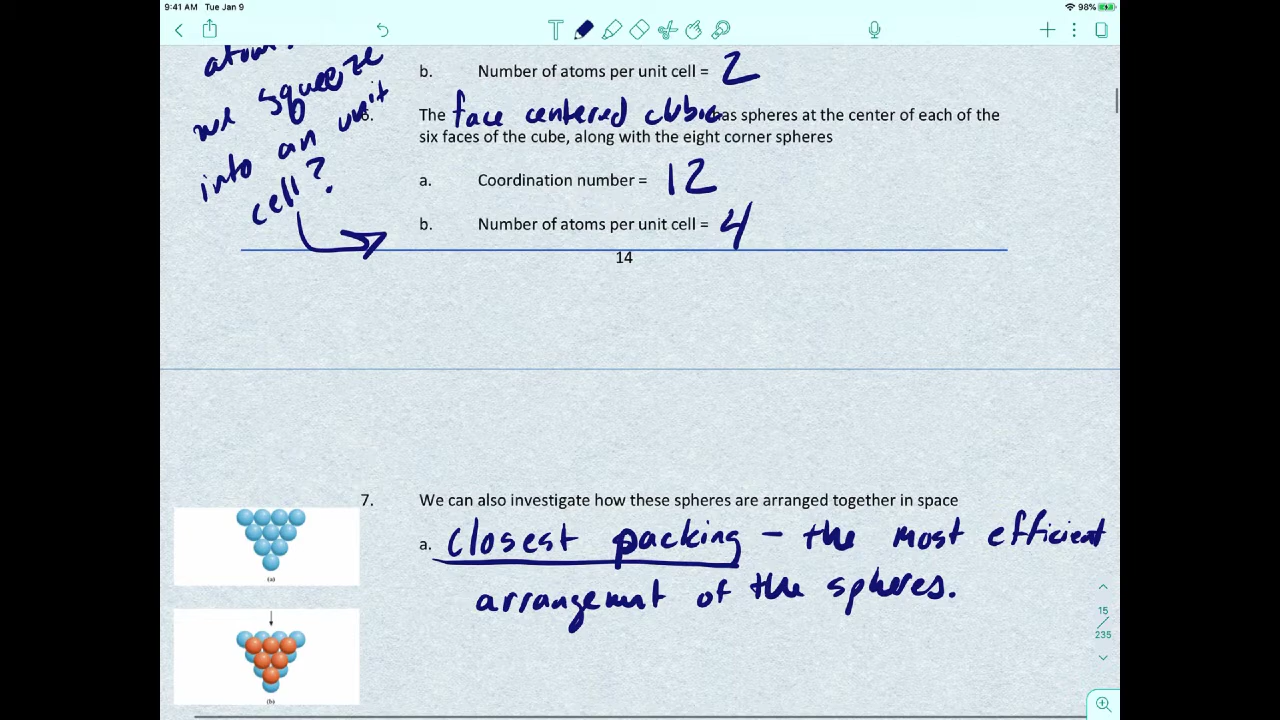 9:41 AM Tue Jan 9
98%
we squeeze
into an unit
cell?
b. Number of atoms per unit cell = 2
The face centered cubic has spheres at the center of each of the
six faces of the cube, along with the eight corner spheres
a. Coordination number = 12
b. Number of atoms per unit cell = 4
14
7. We can also investigate how these spheres are arranged together in space
a. closest packing – the most efficient
arrangement of the spheres.
(a)
(b)
15
235